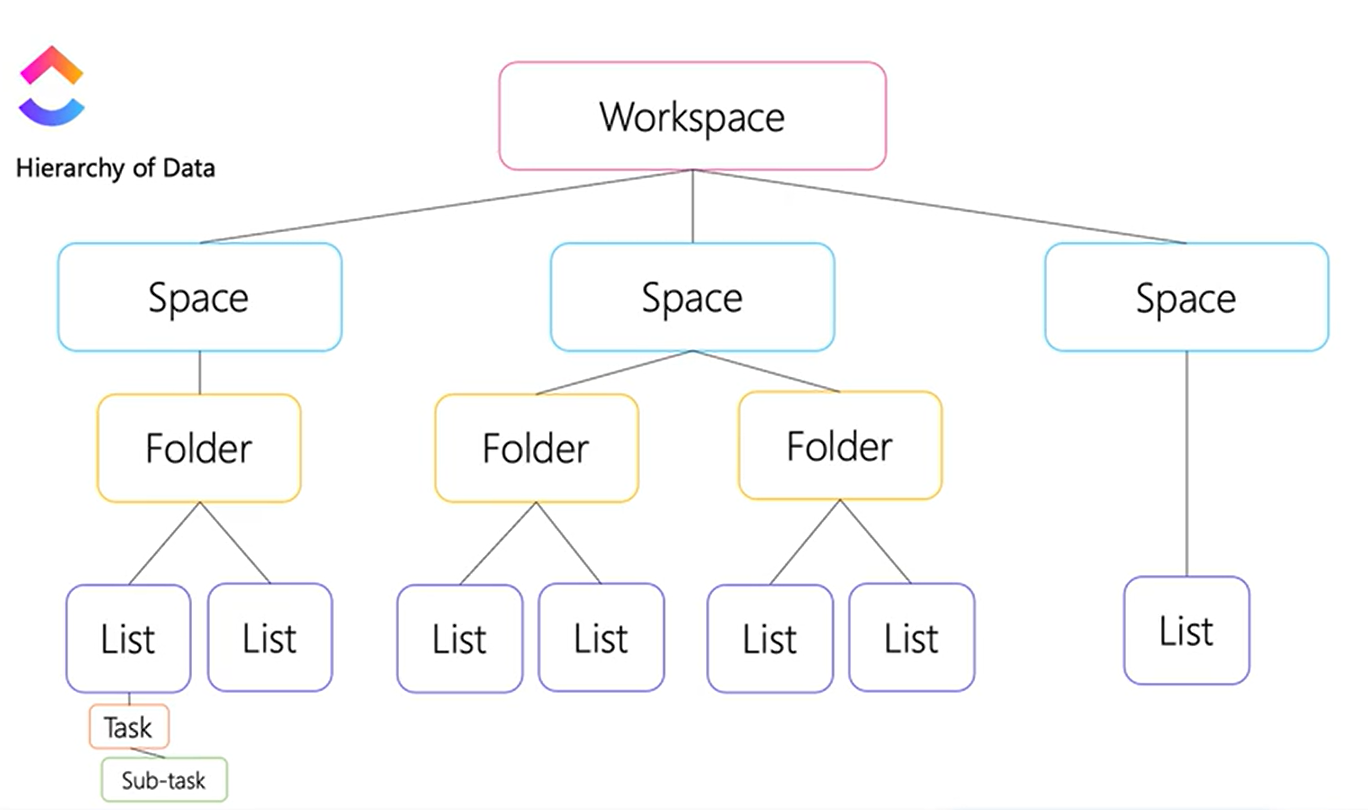 Hierarchy of Data
Workspace
Space
Space
Space
Folder
Folder
Folder
List
List
List
List
List
List
List
Task
Sub-task